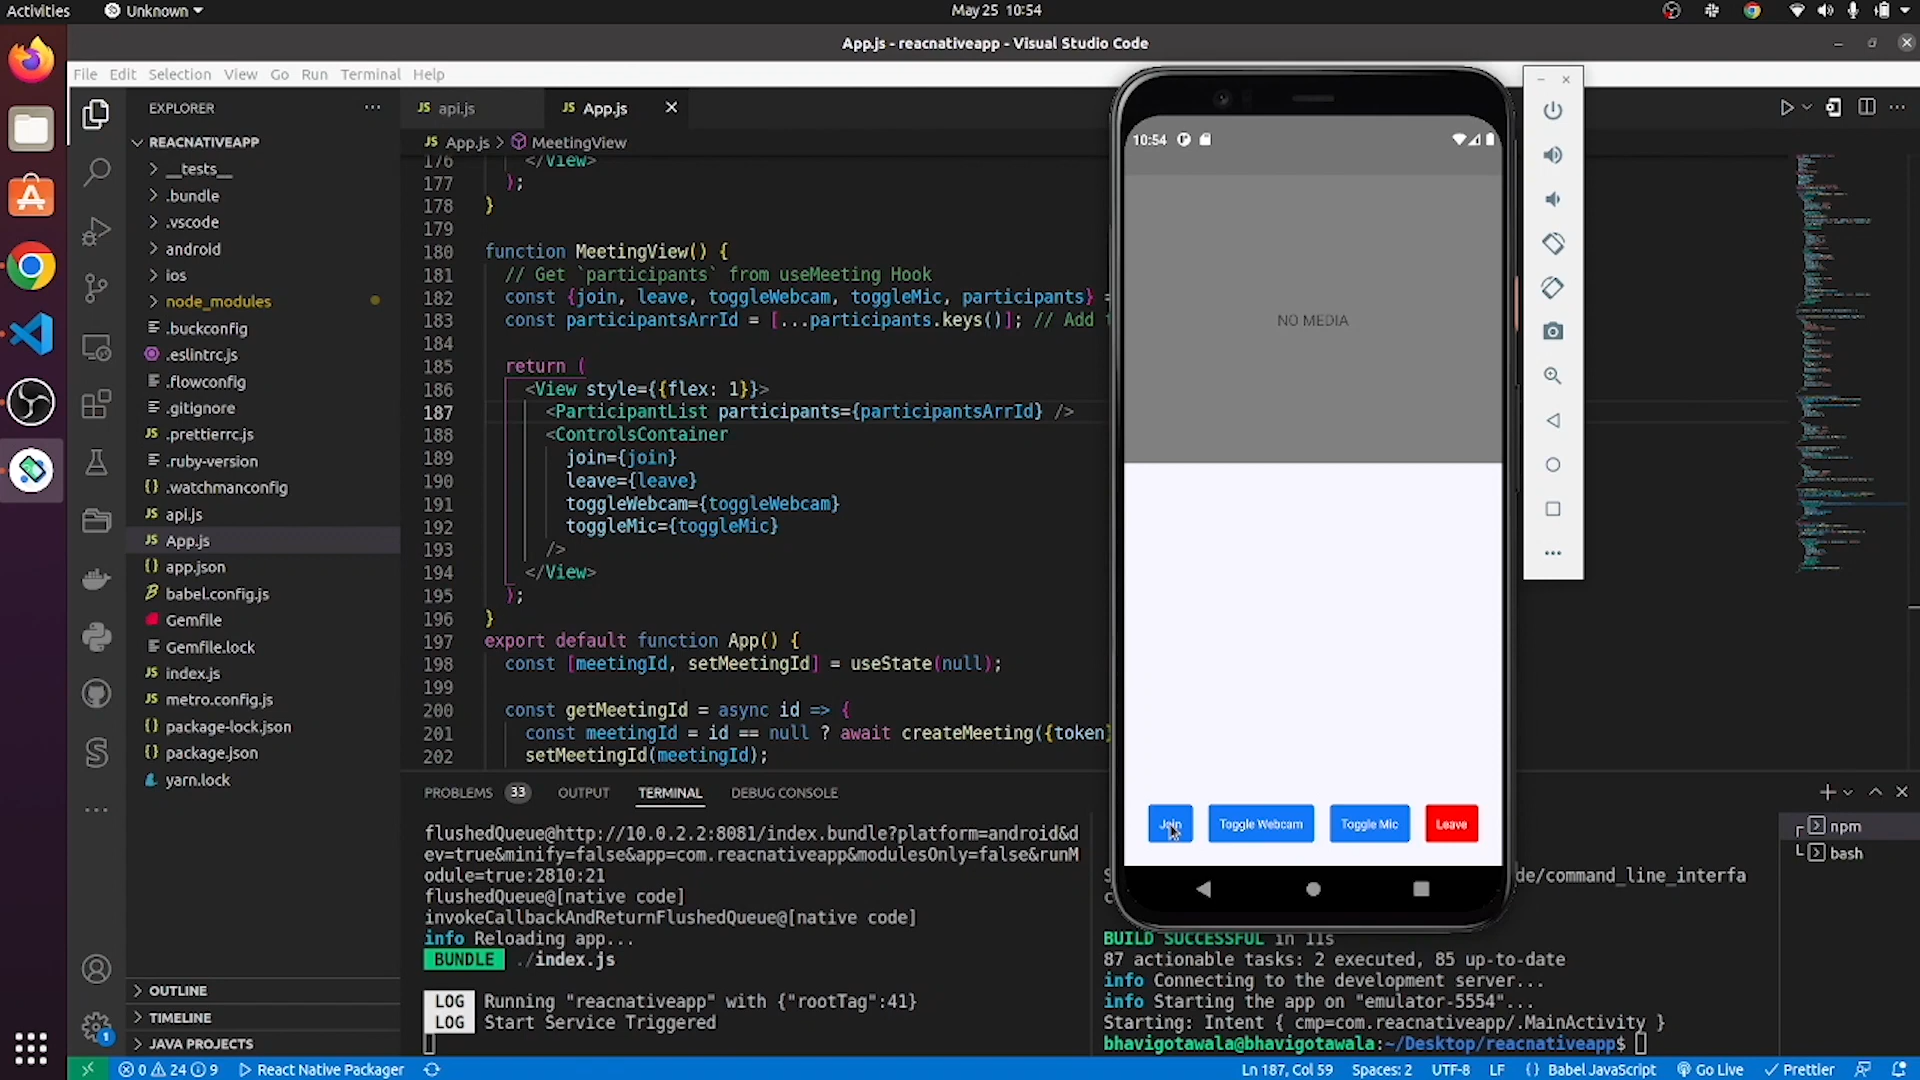 Activities
Unknown
May 25 10:54
App.js - reacnativeapp - Visual Studio Code
File Edit Selection View Go Run Terminal Help
EXPLORER
REACNATIVEAPP
__tests__
.bundle
.vscode
android
ios
node_modules
.buckconfig
.eslintrc.js
.flowconfig
.gitignore
JS .prettierrc.js
.ruby-version
{} .watchmanconfig
JS api.js
JS App.js
{} app.json
babel.config.js
Gemfile
Gemfile.lock
JS index.js
JS metro.config.js
{} package-lock.json
{} package.json
yarn.lock
OUTLINE
TIMELINE
JAVA PROJECTS
JS api.js
JS App.js
JS App.js > MeetingView
176 </View>
177 );
178 }
179
180 function MeetingView() {
181 // Get `participants` from useMeeting Hook
182 const {join, leave, toggleWebcam, toggleMic, participants} =
183 const participantsArrId = [...participants.keys()]; // Add
184
185 return (
186 <View style={{flex: 1}}>
187 <ParticipantList participants={participantsArrId} />
188 <ControlsContainer
189 join={join}
190 leave={leave}
191 toggleWebcam={toggleWebcam}
192 toggleMic={toggleMic}
193 />
194 </View>
195 );
196 }
197 export default function App() {
198 const [meetingId, setMeetingId] = useState(null);
199
200 const getMeetingId = async id => {
201 const meetingId = id == null ? await createMeeting({token}
202 setMeetingId(meetingId);
PROBLEMS 33 OUTPUT TERMINAL DEBUG CONSOLE
flushedQueue@http://10.0.2.2:8081/index.bundle?platform=android&d
ev=true&minify=false&app=com.reacnativeapp&modulesOnly=false&runM
odule=true:2810:21
flushedQueue@[native code]
invokeCallbackAndReturnFlushedQueue@[native code]
info Reloading app...
BUNDLE ./index.js
LOG Running "reacnativeapp" with {"rootTag":41}
LOG Start Service Triggered
de/command_line_interfa
BUILD SUCCESSFUL in 11s
87 actionable tasks: 2 executed, 85 up-to-date
info Connecting to the development server...
info Starting the app on "emulator-5554"...
Starting: Intent { cmp=com.reacnativeapp/.MainActivity }
bhavigotawala@bhavigotawala:~/Desktop/reacnativeapp$
npm
bash
10:54
NO MEDIA
Join
Toggle Webcam
Toggle Mic
Leave
1
0 24 9 React Native Packager
Ln 187, Col 59 Spaces: 2 UTF-8 LF {} Babel JavaScript Go Live Prettier